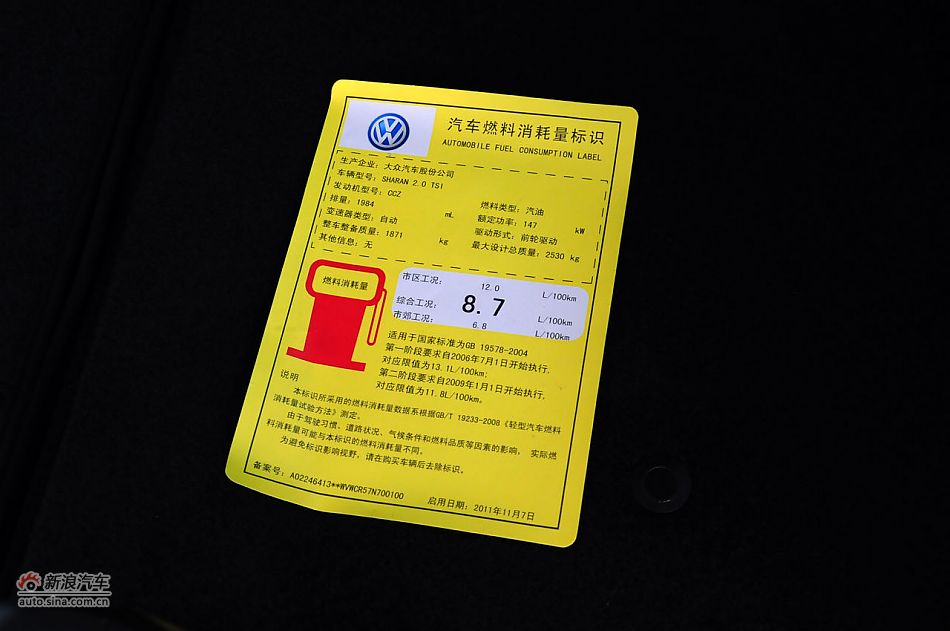 汽车燃料消耗量标识
AUTOMOBILE FUEL CONSUMPTION LABEL
生产企业：大众汽车股份公司
车辆型号：SHARAN 2.0 TSI
发动机型号：CCZ
燃料类型：汽油
排量：1984 mL
额定功率：147 kW
变速器类型：自动
驱动形式：前轮驱动
整车整备质量：1871 kg
最大设计总质量：2530 kg
其他信息：无
燃料消耗量
市区工况： 12.0 L/100km
综合工况： 8.7 L/100km
市郊工况： 6.8 L/100km
适用于国家标准为GB 19578-2004
第一阶段要求自2006年7月1日开始执行，
对应限值为13.1L/100km；
第二阶段要求自2009年1月1日开始执行，
对应限值为11.8L/100km。
说明
本标识所采用的燃料消耗量数据系根据GB/T 19233-2008《轻型汽车燃料
消耗量试验方法》测定。
由于驾驶习惯、道路状况、气候条件和燃料品质等因素的影响， 实际燃
料消耗量可能与本标识的燃料消耗量不同。
为避免标识影响视野，请在购买车辆后去除标识。
备案号：A02246413**WVWCR57N700100
启用日期：2011年11月7日
新浪汽车
auto.sina.com.cn